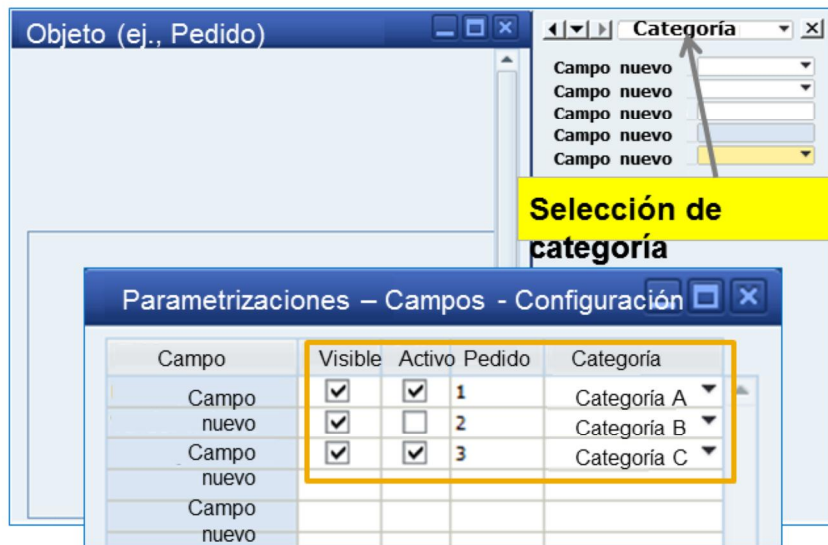 Objeto (ej., Pedido)
Categoría
Campo nuevo
Campo nuevo
Campo nuevo
Campo nuevo
Campo nuevo
Selección de
categoría
Parametrizaciones – Campos - Configuración
Campo Visible Activo Pedido Categoría
Campo 1 Categoría A
nuevo 2 Categoría B
Campo 3 Categoría C
nuevo
Campo
nuevo